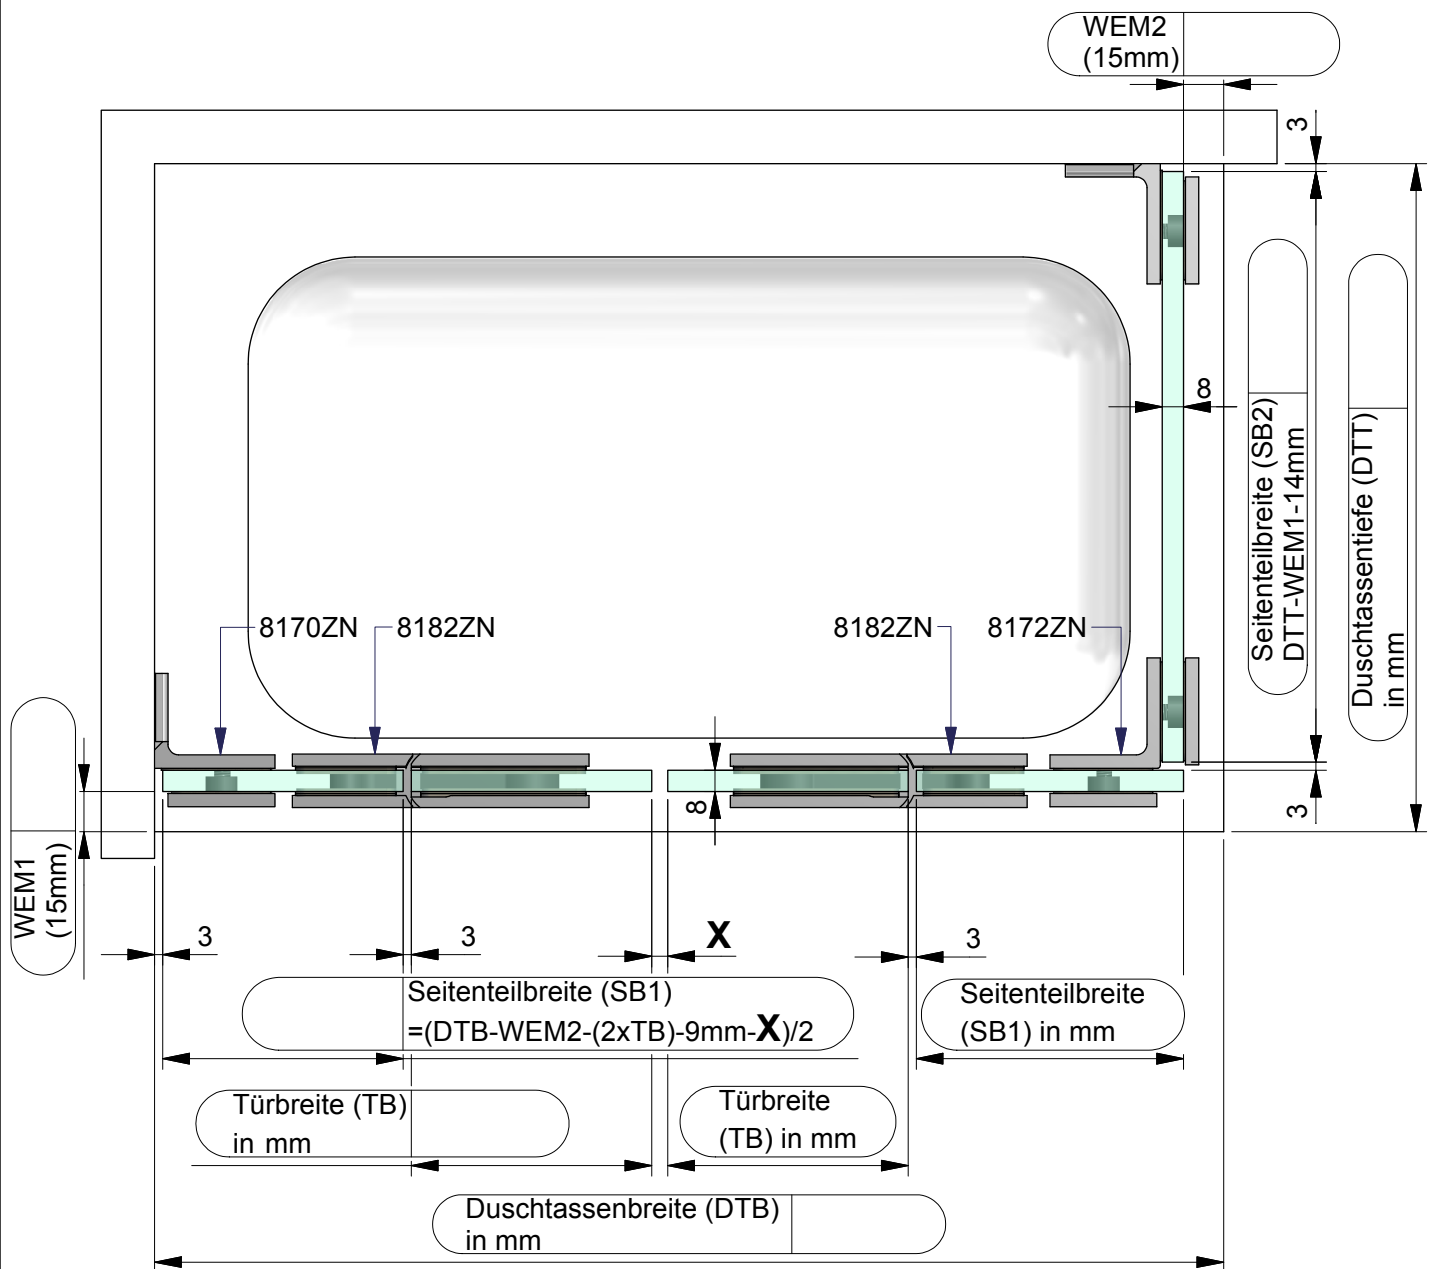 WEM2
(15mm)
3
8
Seitenteilbreite (SB2)
DTT-WEM1-14mm
Duschtassentiefe (DTT)
in mm
8170ZN
8182ZN
8182ZN
8172ZN
8
3
WEM1
(15mm)
3
3
X
3
Seitenteilbreite (SB1)
=(DTB-WEM2-(2xTB)-9mm-X)/2
Seitenteilbreite
(SB1) in mm
Türbreite (TB)
in mm
Türbreite
(TB) in mm
Duschtassenbreite (DTB)
in mm